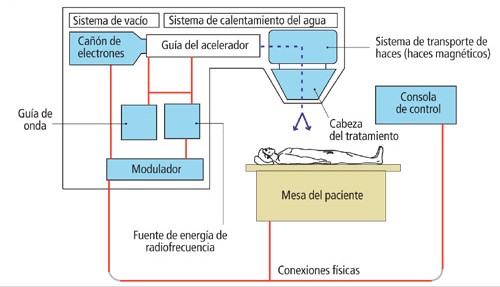 Sistema de vacío
Sistema de calentamiento del agua
Cañón de
electrones
Guía del acelerador
Sistema de transporte de
haces (haces magnéticos)
Consola
de control
Guía de
onda
Cabeza
del tratamiento
Modulador
Mesa del paciente
Fuente de energía de
radiofrecuencia
Conexiones físicas